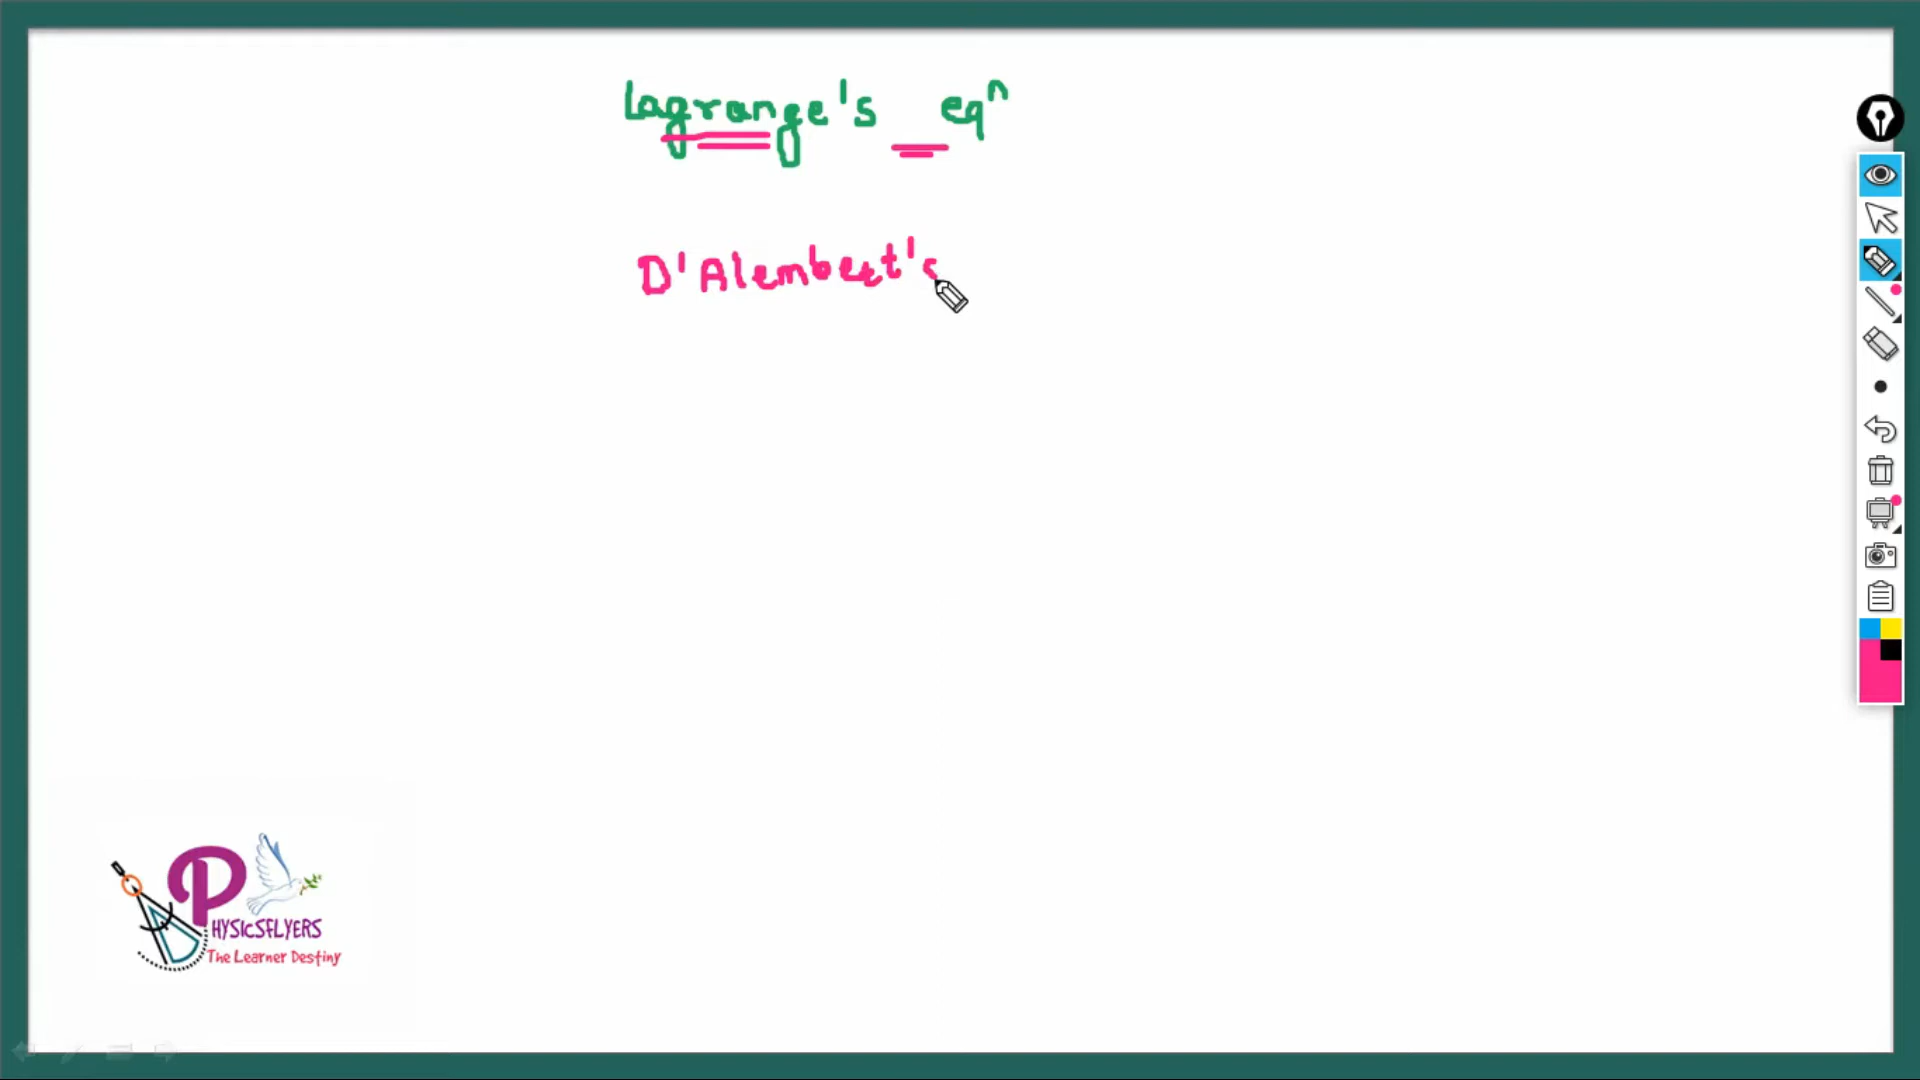 Lagrange's eqⁿ
D'Alembert's
PHYSICSFLYERS
The Learner Destiny